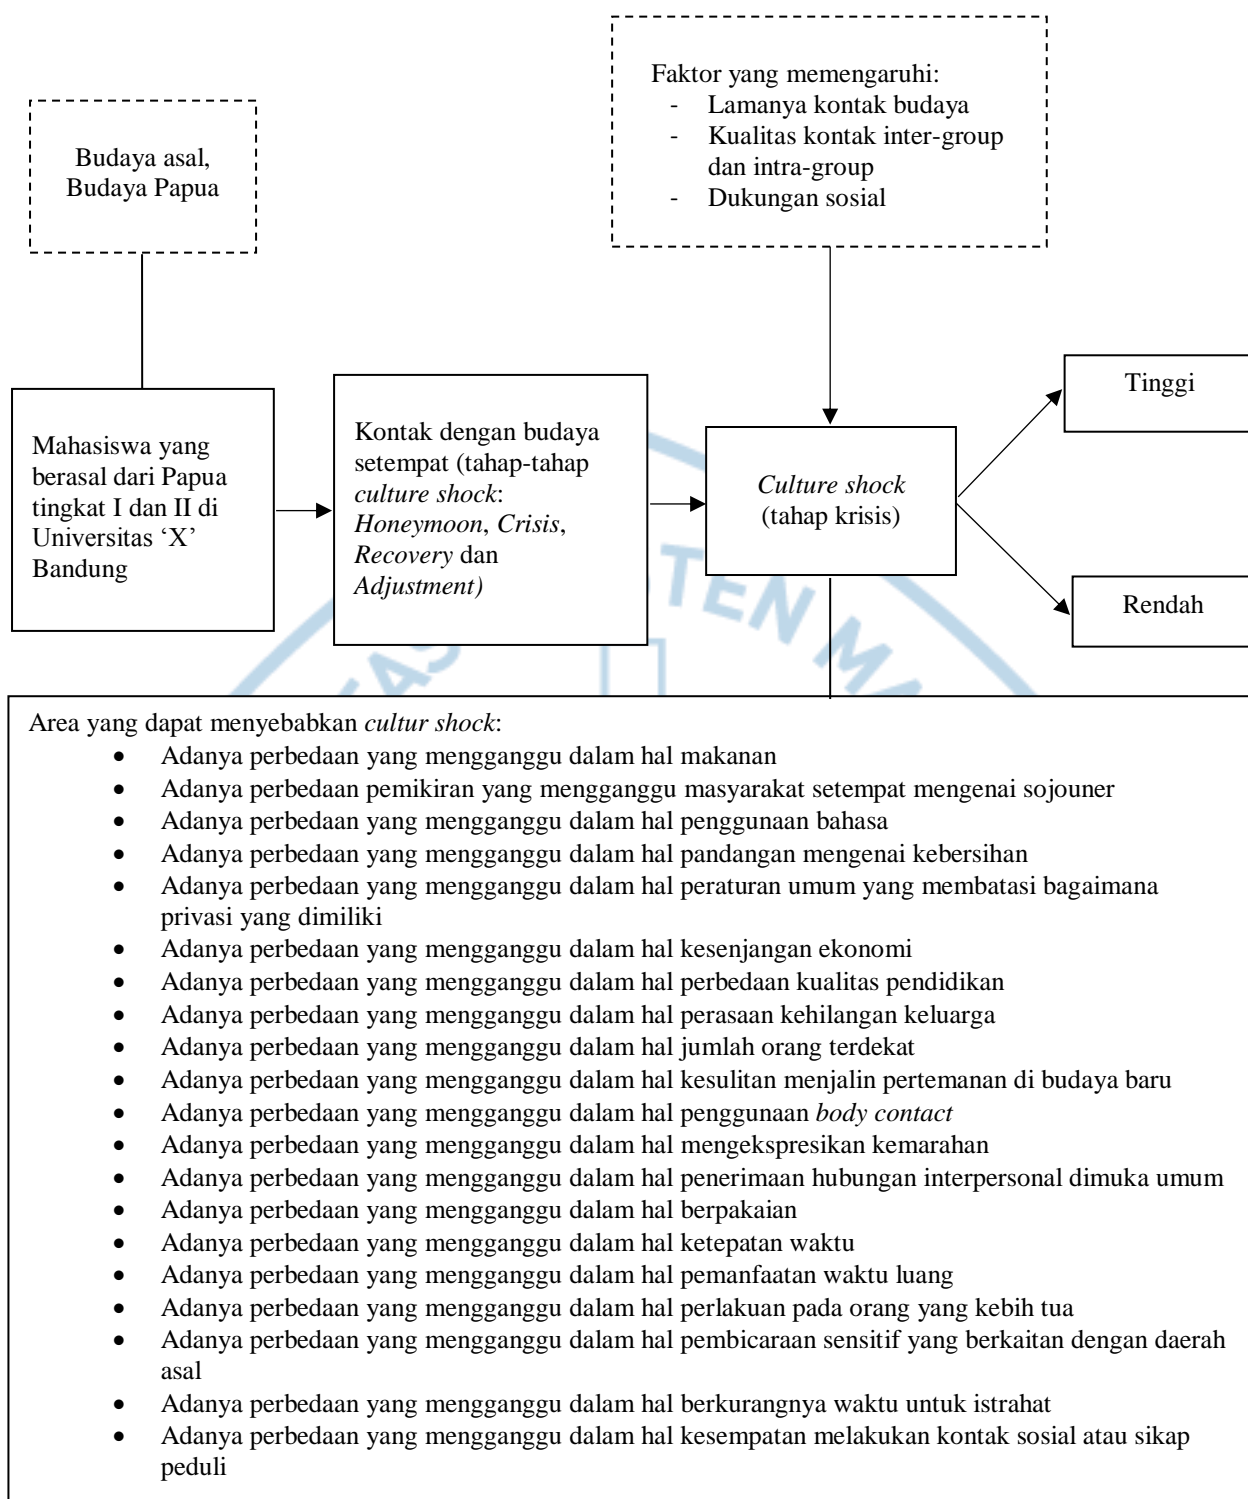 Faktor yang memengaruhi:
- Lamanya kontak budaya
- Kualitas kontak inter-group
dan intra-group
- Dukungan sosial
Budaya asal,
Budaya Papua
Mahasiswa yang
berasal dari Papua
tingkat I dan II di
Universitas ‘X’
Bandung
Kontak dengan budaya
setempat (tahap-tahap
culture shock:
Honeymoon, Crisis,
Recovery dan
Adjustment)
Culture shock
(tahap krisis)
Tinggi
Rendah
Area yang dapat menyebabkan cultur shock:
• Adanya perbedaan yang mengganggu dalam hal makanan
• Adanya perbedaan pemikiran yang mengganggu masyarakat setempat mengenai sojouner
• Adanya perbedaan yang mengganggu dalam hal penggunaan bahasa
• Adanya perbedaan yang mengganggu dalam hal pandangan mengenai kebersihan
• Adanya perbedaan yang mengganggu dalam hal peraturan umum yang membatasi bagaimana
privasi yang dimiliki
• Adanya perbedaan yang mengganggu dalam hal kesenjangan ekonomi
• Adanya perbedaan yang mengganggu dalam hal perbedaan kualitas pendidikan
• Adanya perbedaan yang mengganggu dalam hal perasaan kehilangan keluarga
• Adanya perbedaan yang mengganggu dalam hal jumlah orang terdekat
• Adanya perbedaan yang mengganggu dalam hal kesulitan menjalin pertemanan di budaya baru
• Adanya perbedaan yang mengganggu dalam hal penggunaan body contact
• Adanya perbedaan yang mengganggu dalam hal mengekspresikan kemarahan
• Adanya perbedaan yang mengganggu dalam hal penerimaan hubungan interpersonal dimuka umum
• Adanya perbedaan yang mengganggu dalam hal berpakaian
• Adanya perbedaan yang mengganggu dalam hal ketepatan waktu
• Adanya perbedaan yang mengganggu dalam hal pemanfaatan waktu luang
• Adanya perbedaan yang mengganggu dalam hal perlakuan pada orang yang kebih tua
• Adanya perbedaan yang mengganggu dalam hal pembicaraan sensitif yang berkaitan dengan daerah
asal
• Adanya perbedaan yang mengganggu dalam hal berkurangnya waktu untuk istrahat
• Adanya perbedaan yang mengganggu dalam hal kesempatan melakukan kontak sosial atau sikap
peduli